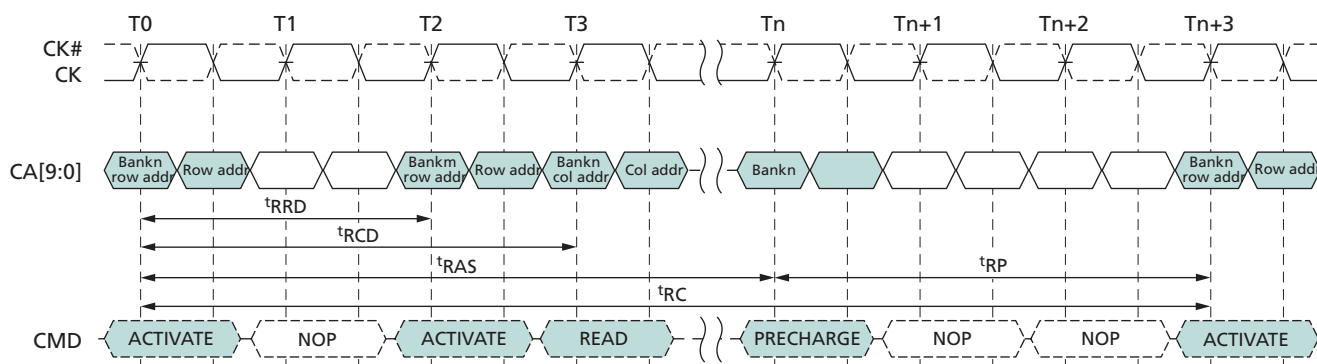 T0 T1 T2 T3 Tn Tn+1 Tn+2 Tn+3
CK#
CK
CA[9:0]
Bankn row addr
Row addr
Bankm row addr
Row addr
Bankn col addr
Col addr
Bankn
Bankn row addr
Row addr
tRRD
tRCD
tRAS tRP
tRC
CMD ACTIVATE NOP ACTIVATE READ PRECHARGE NOP NOP ACTIVATE